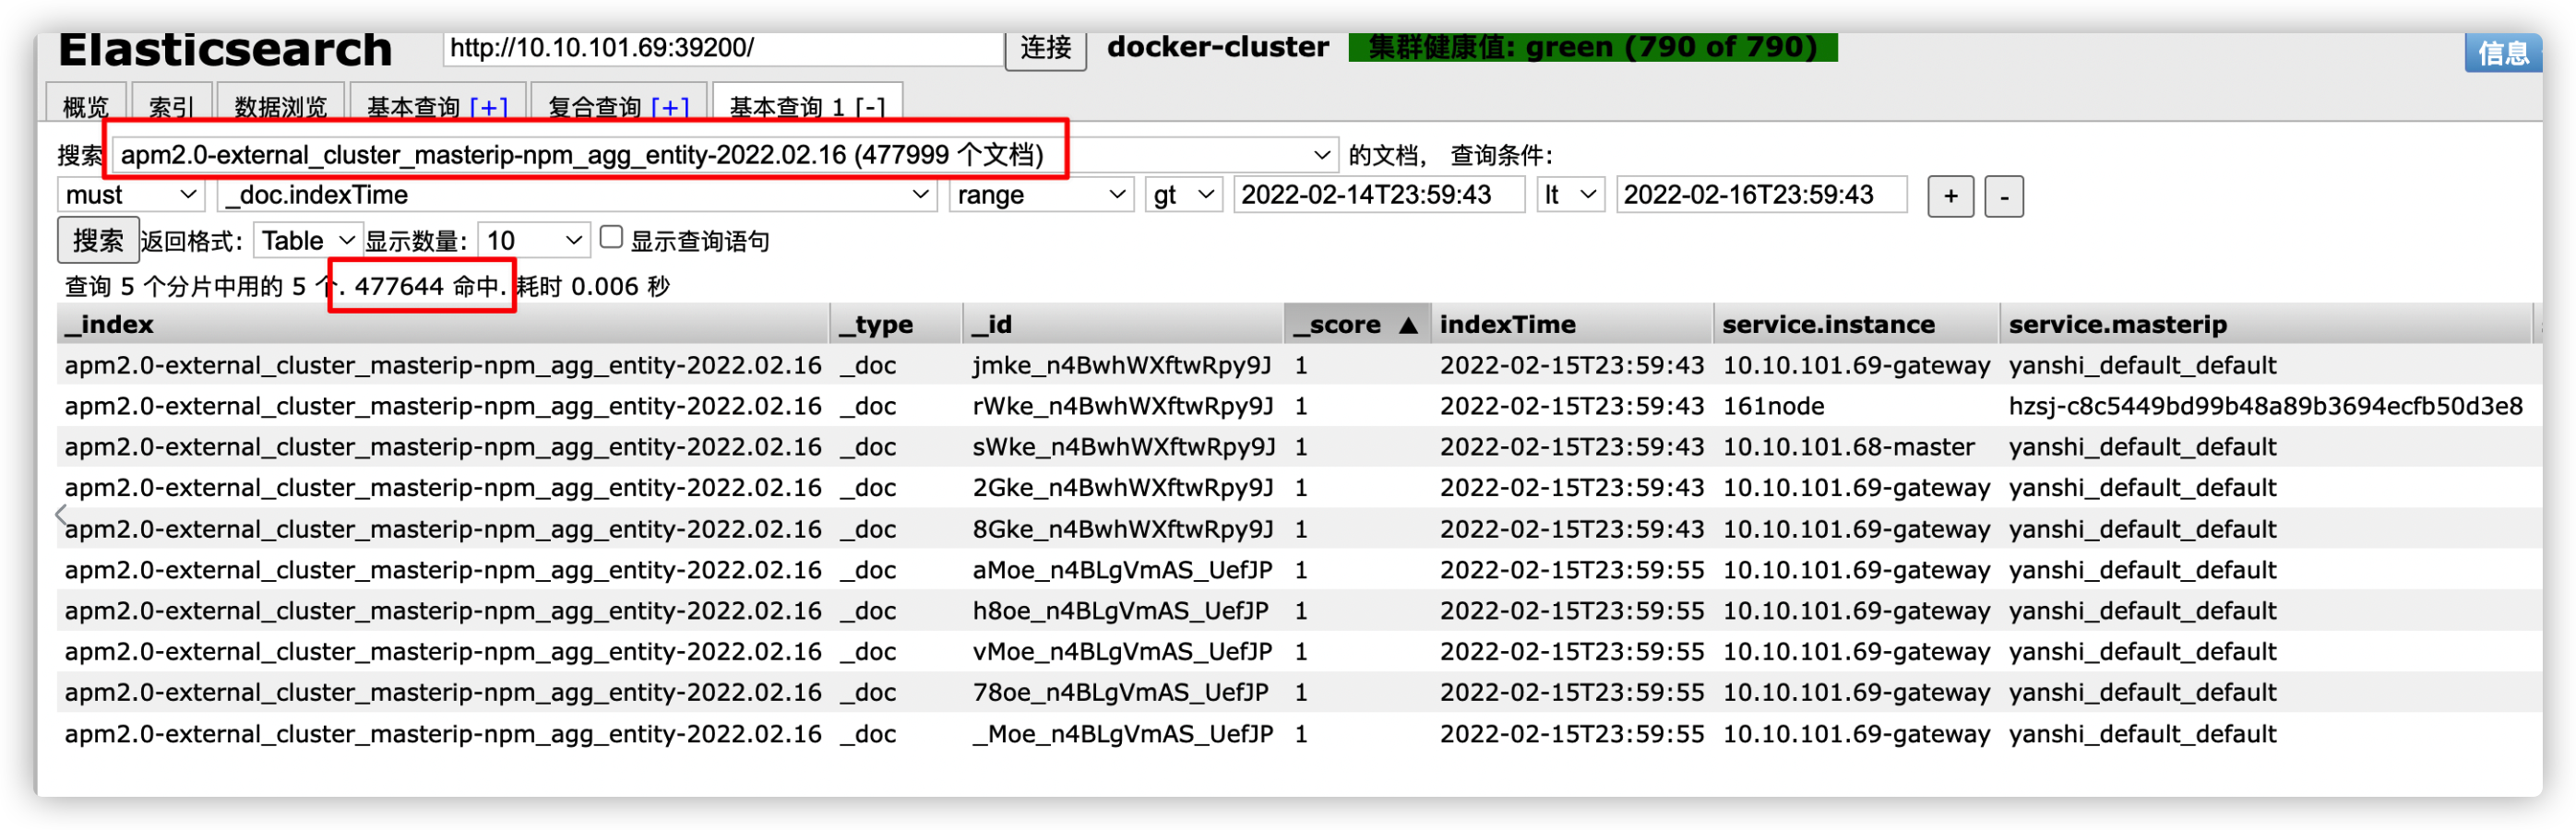 Elasticsearch http://10.10.101.69:39200/ 连接 docker-cluster 集群健康值: green (790 of 790) 信息
概览 索引 数据浏览 基本查询 [+] 复合查询 [+] 基本查询 1 [-]
搜索 apm2.0-external_cluster_masterip-npm_agg_entity-2022.02.16 (477999 个文档) 的文档， 查询条件:
must _doc.indexTime range gt 2022-02-14T23:59:43 lt 2022-02-16T23:59:43 + -
搜索 返回格式: Table 显示数量: 10 显示查询语句
查询 5 个分片中用的 5 个. 477644 命中. 耗时 0.006 秒
_index _type _id _score ▲ indexTime service.instance service.masterip
apm2.0-external_cluster_masterip-npm_agg_entity-2022.02.16 _doc jmke_n4BwhWXftwRpy9J 1 2022-02-15T23:59:43 10.10.101.69-gateway yanshi_default_default
apm2.0-external_cluster_masterip-npm_agg_entity-2022.02.16 _doc rWke_n4BwhWXftwRpy9J 1 2022-02-15T23:59:43 161node hzsj-c8c5449bd99b48a89b3694ecfb50d3e8
apm2.0-external_cluster_masterip-npm_agg_entity-2022.02.16 _doc sWke_n4BwhWXftwRpy9J 1 2022-02-15T23:59:43 10.10.101.68-master yanshi_default_default
apm2.0-external_cluster_masterip-npm_agg_entity-2022.02.16 _doc 2Gke_n4BwhWXftwRpy9J 1 2022-02-15T23:59:43 10.10.101.69-gateway yanshi_default_default
apm2.0-external_cluster_masterip-npm_agg_entity-2022.02.16 _doc 8Gke_n4BwhWXftwRpy9J 1 2022-02-15T23:59:43 10.10.101.69-gateway yanshi_default_default
apm2.0-external_cluster_masterip-npm_agg_entity-2022.02.16 _doc aMoe_n4BLgVmAS_UefJP 1 2022-02-15T23:59:55 10.10.101.69-gateway yanshi_default_default
apm2.0-external_cluster_masterip-npm_agg_entity-2022.02.16 _doc h8oe_n4BLgVmAS_UefJP 1 2022-02-15T23:59:55 10.10.101.69-gateway yanshi_default_default
apm2.0-external_cluster_masterip-npm_agg_entity-2022.02.16 _doc vMoe_n4BLgVmAS_UefJP 1 2022-02-15T23:59:55 10.10.101.69-gateway yanshi_default_default
apm2.0-external_cluster_masterip-npm_agg_entity-2022.02.16 _doc 78oe_n4BLgVmAS_UefJP 1 2022-02-15T23:59:55 10.10.101.69-gateway yanshi_default_default
apm2.0-external_cluster_masterip-npm_agg_entity-2022.02.16 _doc _Moe_n4BLgVmAS_UefJP 1 2022-02-15T23:59:55 10.10.101.69-gateway yanshi_default_default